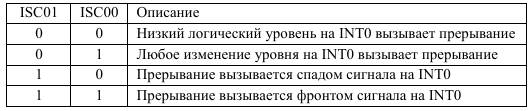 ISC01 ISC00 Описание
0 0 Низкий логический уровень на INT0 вызывает прерывание
0 1 Любое изменение уровня на INT0 вызывает прерывание
1 0 Прерывание вызывается спадом сигнала на INT0
1 1 Прерывание вызывается фронтом сигнала на INT0